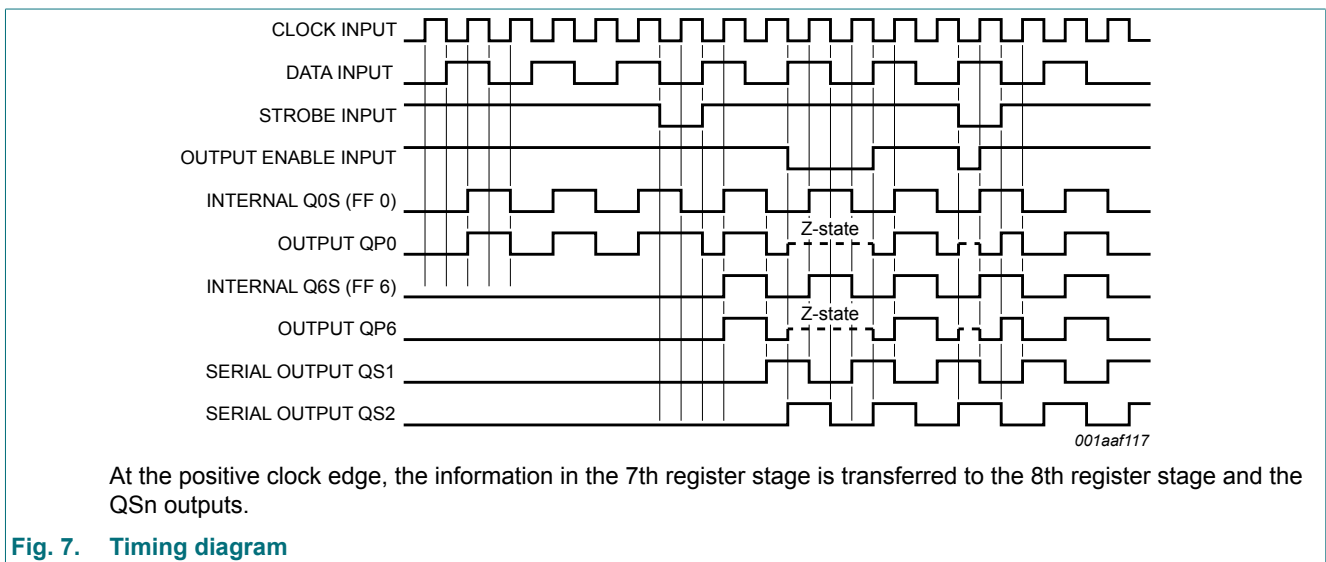 CLOCK INPUT
DATA INPUT
STROBE INPUT
OUTPUT ENABLE INPUT
INTERNAL Q0S (FF 0)
Z-state
OUTPUT QP0
INTERNAL Q6S (FF 6)
Z-state
OUTPUT QP6
SERIAL OUTPUT QS1
SERIAL OUTPUT QS2
001aaf117
At the positive clock edge, the information in the 7th register stage is transferred to the 8th register stage and the
QSn outputs.
Fig. 7. Timing diagram